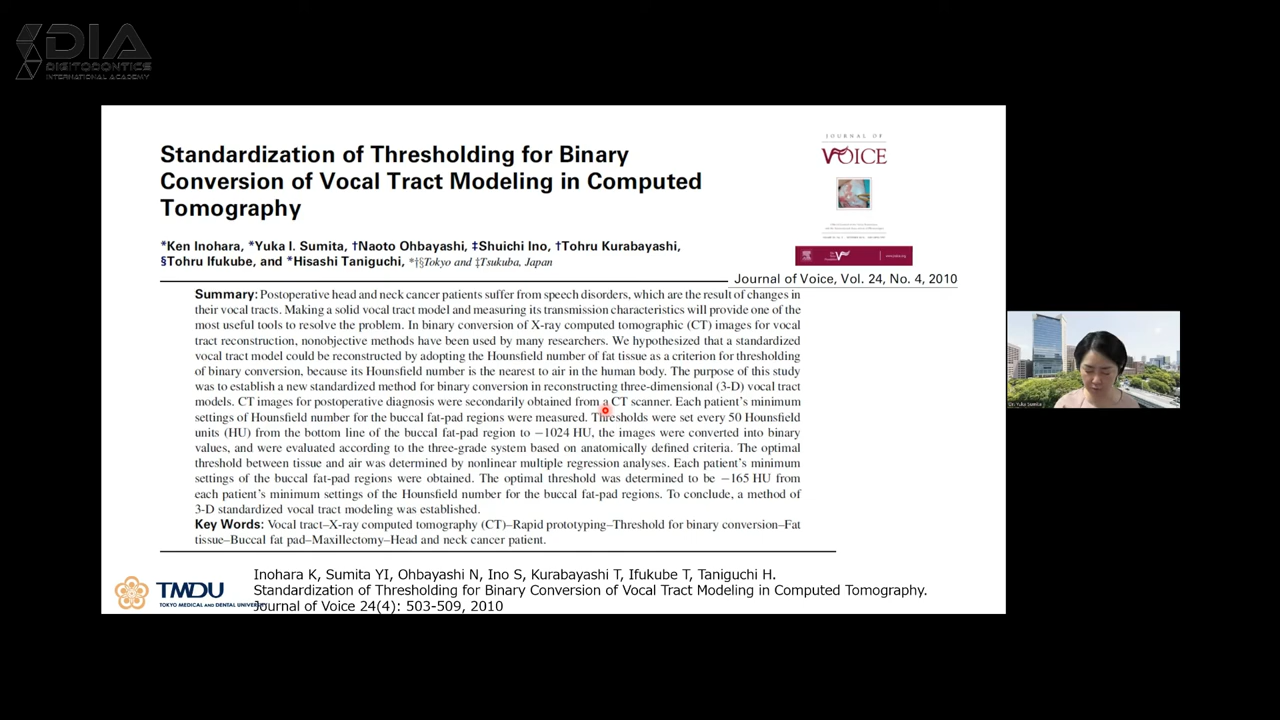 DIA
DIGITODONTICS
INTERNATIONAL ACADEMY
Standardization of Thresholding for Binary
Conversion of Vocal Tract Modeling in Computed
Tomography
JOURNAL OF
VOICE
*Ken Inohara, *Yuka I. Sumita, †Naoto Ohbayashi, ‡Shuichi Ino, †Tohru Kurabayashi,
§Tohru Ifukube, and *Hisashi Taniguchi, *†§Tokyo and ‡Tsukuba, Japan
Journal of Voice, Vol. 24, No. 4, 2010
Summary: Postoperative head and neck cancer patients suffer from speech disorders, which are the result of changes in
their vocal tracts. Making a solid vocal tract model and measuring its transmission characteristics will provide one of the
most useful tools to resolve the problem. In binary conversion of X-ray computed tomographic (CT) images for vocal
tract reconstruction, nonobjective methods have been used by many researchers. We hypothesized that a standardized
vocal tract model could be reconstructed by adopting the Hounsfield number of fat tissue as a criterion for thresholding
of binary conversion, because its Hounsfield number is the nearest to air in the human body. The purpose of this study
was to establish a new standardized method for binary conversion in reconstructing three-dimensional (3-D) vocal tract
models. CT images for postoperative diagnosis were secondarily obtained from a CT scanner. Each patient's minimum
settings of Hounsfield number for the buccal fat-pad regions were measured. Thresholds were set every 50 Hounsfield
units (HU) from the bottom line of the buccal fat-pad region to −1024 HU, the images were converted into binary
values, and were evaluated according to the three-grade system based on anatomically defined criteria. The optimal
threshold between tissue and air was determined by nonlinear multiple regression analyses. Each patient's minimum
settings of the buccal fat-pad regions were obtained. The optimal threshold was determined to be −165 HU from
each patient's minimum settings of the Hounsfield number for the buccal fat-pad regions. To conclude, a method of
3-D standardized vocal tract modeling was established.
Key Words: Vocal tract–X-ray computed tomography (CT)–Rapid prototyping–Threshold for binary conversion–Fat
tissue–Buccal fat pad–Maxillectomy–Head and neck cancer patient.
Dr. Yuka Sumita
TMDU
TOKYO MEDICAL AND DENTAL UNIVERSITY
Inohara K, Sumita YI, Ohbayashi N, Ino S, Kurabayashi T, Ifukube T, Taniguchi H.
Standardization of Thresholding for Binary Conversion of Vocal Tract Modeling in Computed Tomography.
Journal of Voice 24(4): 503-509, 2010